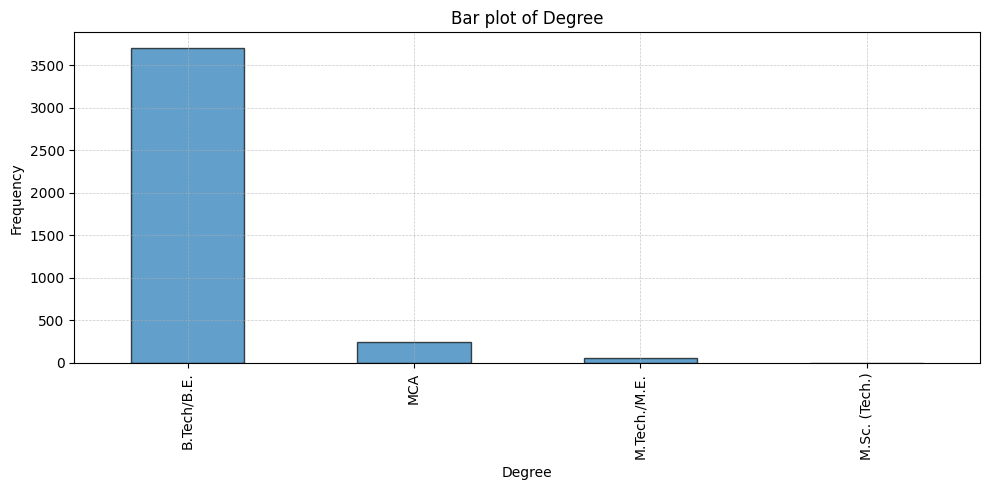 Bar plot of Degree
3500
3000
2500
2000
1500
1000
500
0
Frequency
B.Tech/B.E.
MCA
M.Tech./M.E.
M.Sc. (Tech.)
Degree